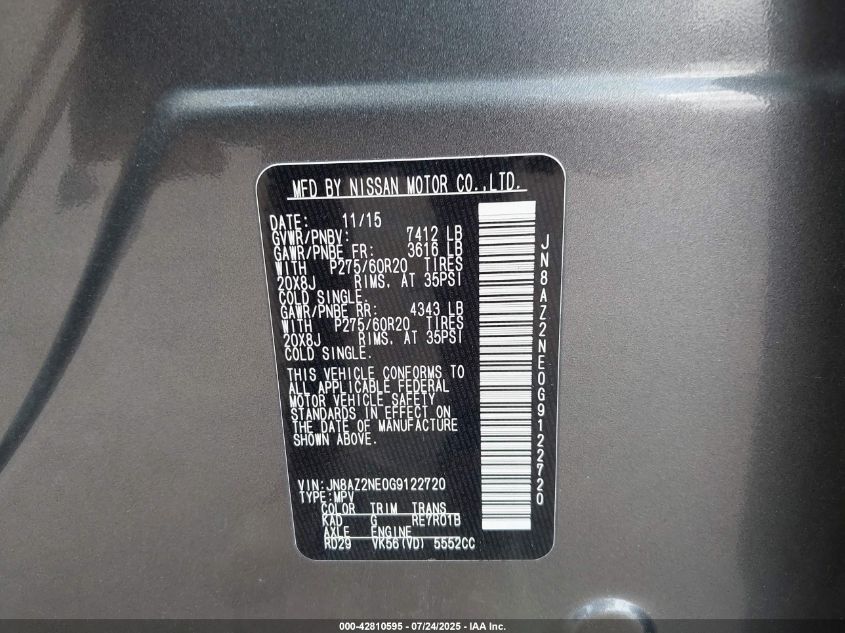 MFD BY NISSAN MOTOR CO.,LTD.
DATE: 11/15
GVWR/PNBV: 7412 LB
GAWR/PNBE FR: 3616 LB
WITH P275/60R20 TIRES
20X8J RIMS. AT 35PSI
COLD SINGLE.
GAWR/PNBE RR: 4343 LB
WITH P275/60R20 TIRES
20X8J RIMS. AT 35PSI
COLD SINGLE.
THIS VEHICLE CONFORMS TO
ALL APPLICABLE FEDERAL
MOTOR VEHICLE SAFETY
STANDARDS IN EFFECT ON
THE DATE OF MANUFACTURE
SHOWN ABOVE.
VIN:JN8AZ2NE0G9122720
TYPE:MPV
COLOR TRIM TRANS
KAD G RE7R01B
AXLE ENGINE
RD29 VK56(VD) 5552CC
JN8AZ2NE0G9122720
000-42810595 - 07/24/2025 - IAA Inc.